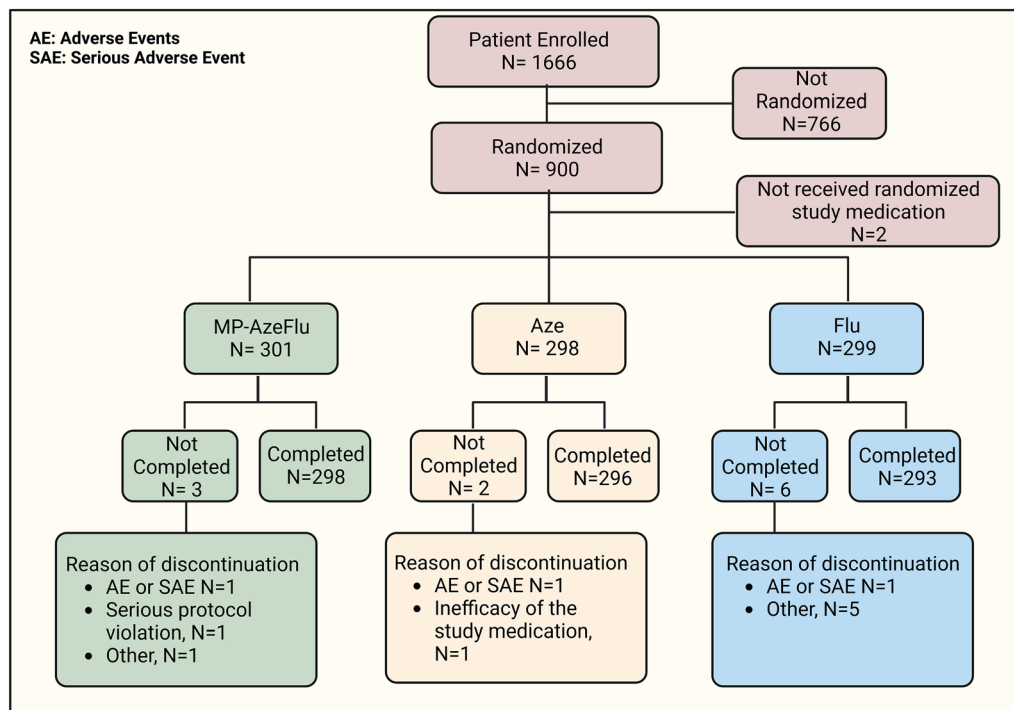 AE: Adverse Events
SAE: Serious Adverse Event
Patient Enrolled
N= 1666
Not
Randomized
N=766
Randomized
N= 900
Not received randomized
study medication
N=2
MP-AzeFlu
N= 301
Aze
N= 298
Flu
N=299
Not
Completed
N= 3
Completed
N=298
Not
Completed
N= 2
Completed
N=296
Not
Completed
N= 6
Completed
N=293
Reason of discontinuation
• AE or SAE N=1
• Serious protocol
violation, N=1
• Other, N=1
Reason of discontinuation
• AE or SAE N=1
• Inefficacy of the
study medication,
N=1
Reason of discontinuation
• AE or SAE N=1
• Other, N=5